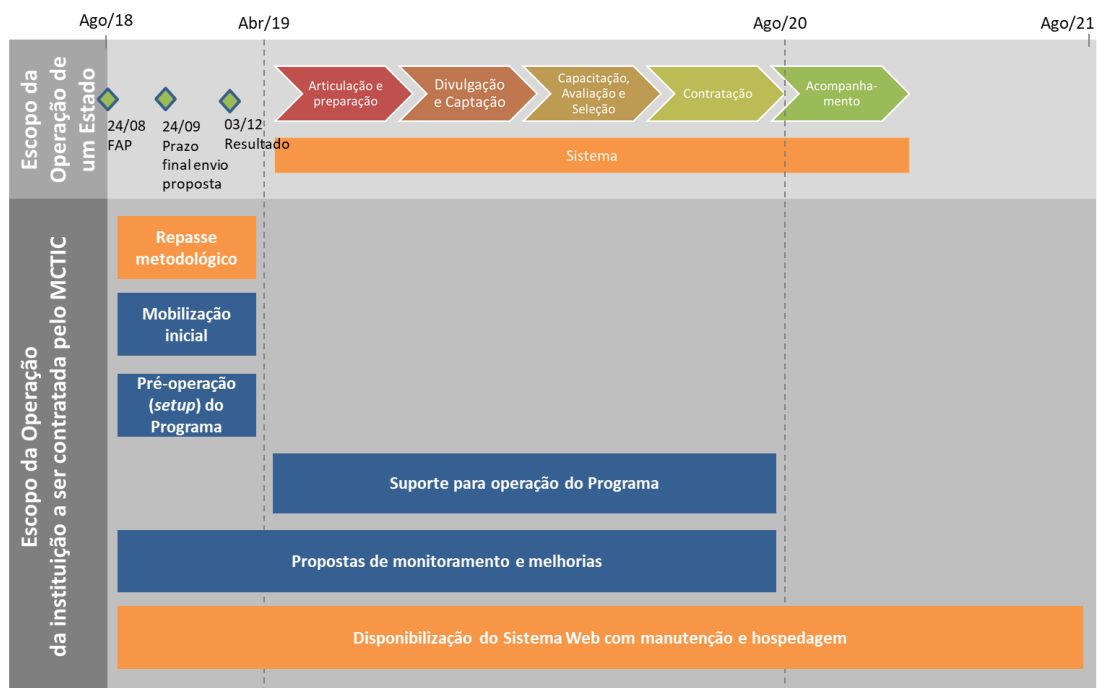 Ago/18
Abr/19
Ago/20
Ago/21
Escopo da
Operação de
um Estado
24/08
FAP
24/09
Prazo
final envio
proposta
03/12
Resultado
Articulação e
preparação
Divulgação
e Captação
Capacitação,
Avaliação e
Seleção
Contratação
Acompanha-
mento
Sistema
Escopo da Operação
da instituição a ser contratada pelo MCTIC
Repasse
metodológico
Mobilização
inicial
Pré-operação
(setup) do
Programa
Suporte para operação do Programa
Propostas de monitoramento e melhorias
Disponibilização do Sistema Web com manutenção e hospedagem